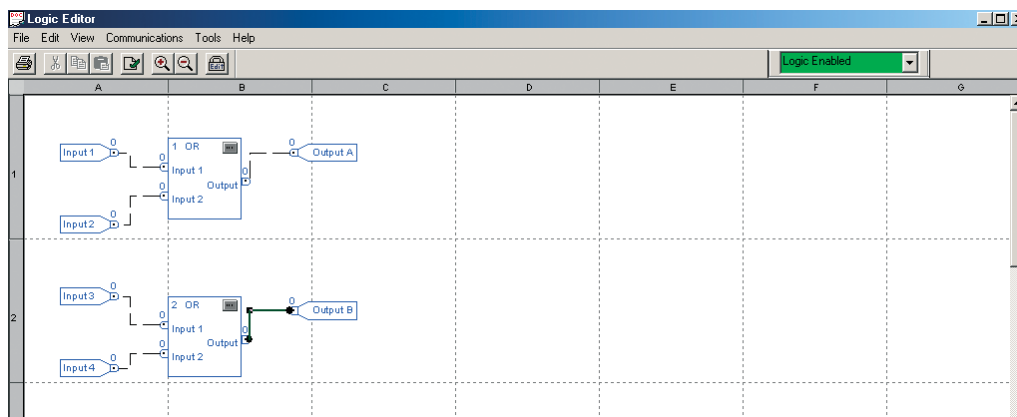 Logic Editor
File Edit View Communications Tools Help
Logic Enabled
A B C D E F G
1
0
Input 1
0
1 OR
Input 1
0
Output
0
Input 2
0
Output A
0
Input2
2
0
Input3
0
2 OR
Input 1
0
Output
0
Input 2
0
Output B
0
Input4